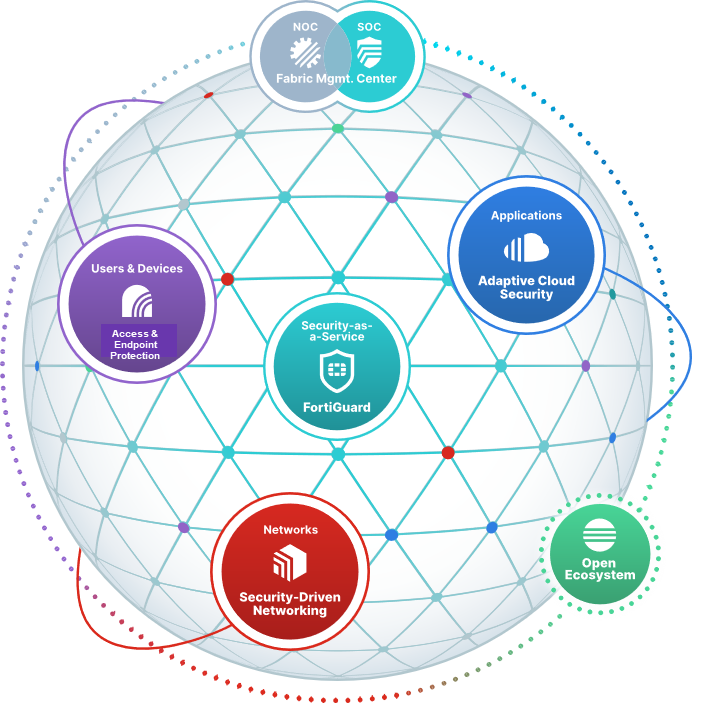 NOC
SOC
Fabric Mgmt. Center
Applications
Adaptive Cloud
Security
Users & Devices
Access &
Endpoint
Protection
Security-as-
a-Service
FortiGuard
Networks
Security-Driven
Networking
Open
Ecosystem